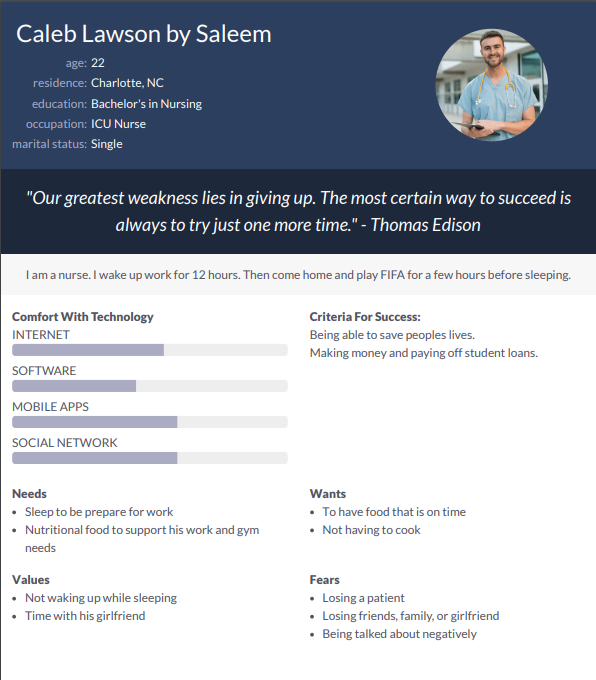 Caleb Lawson by Saleem
age: 22
residence: Charlotte, NC
education: Bachelor's in Nursing
occupation: ICU Nurse
marital status: Single
"Our greatest weakness lies in giving up. The most certain way to succeed is
always to try just one more time." - Thomas Edison
I am a nurse. I wake up work for 12 hours. Then come home and play FIFA for a few hours before sleeping.
Comfort With Technology
INTERNET
SOFTWARE
MOBILE APPS
SOCIAL NETWORK
Criteria For Success:
Being able to save peoples lives.
Making money and paying off student loans.
Needs
• Sleep to be prepare for work
• Nutritional food to support his work and gym
needs
Wants
• To have food that is on time
• Not having to cook
Values
• Not waking up while sleeping
• Time with his girlfriend
Fears
• Losing a patient
• Losing friends, family, or girlfriend
• Being talked about negatively